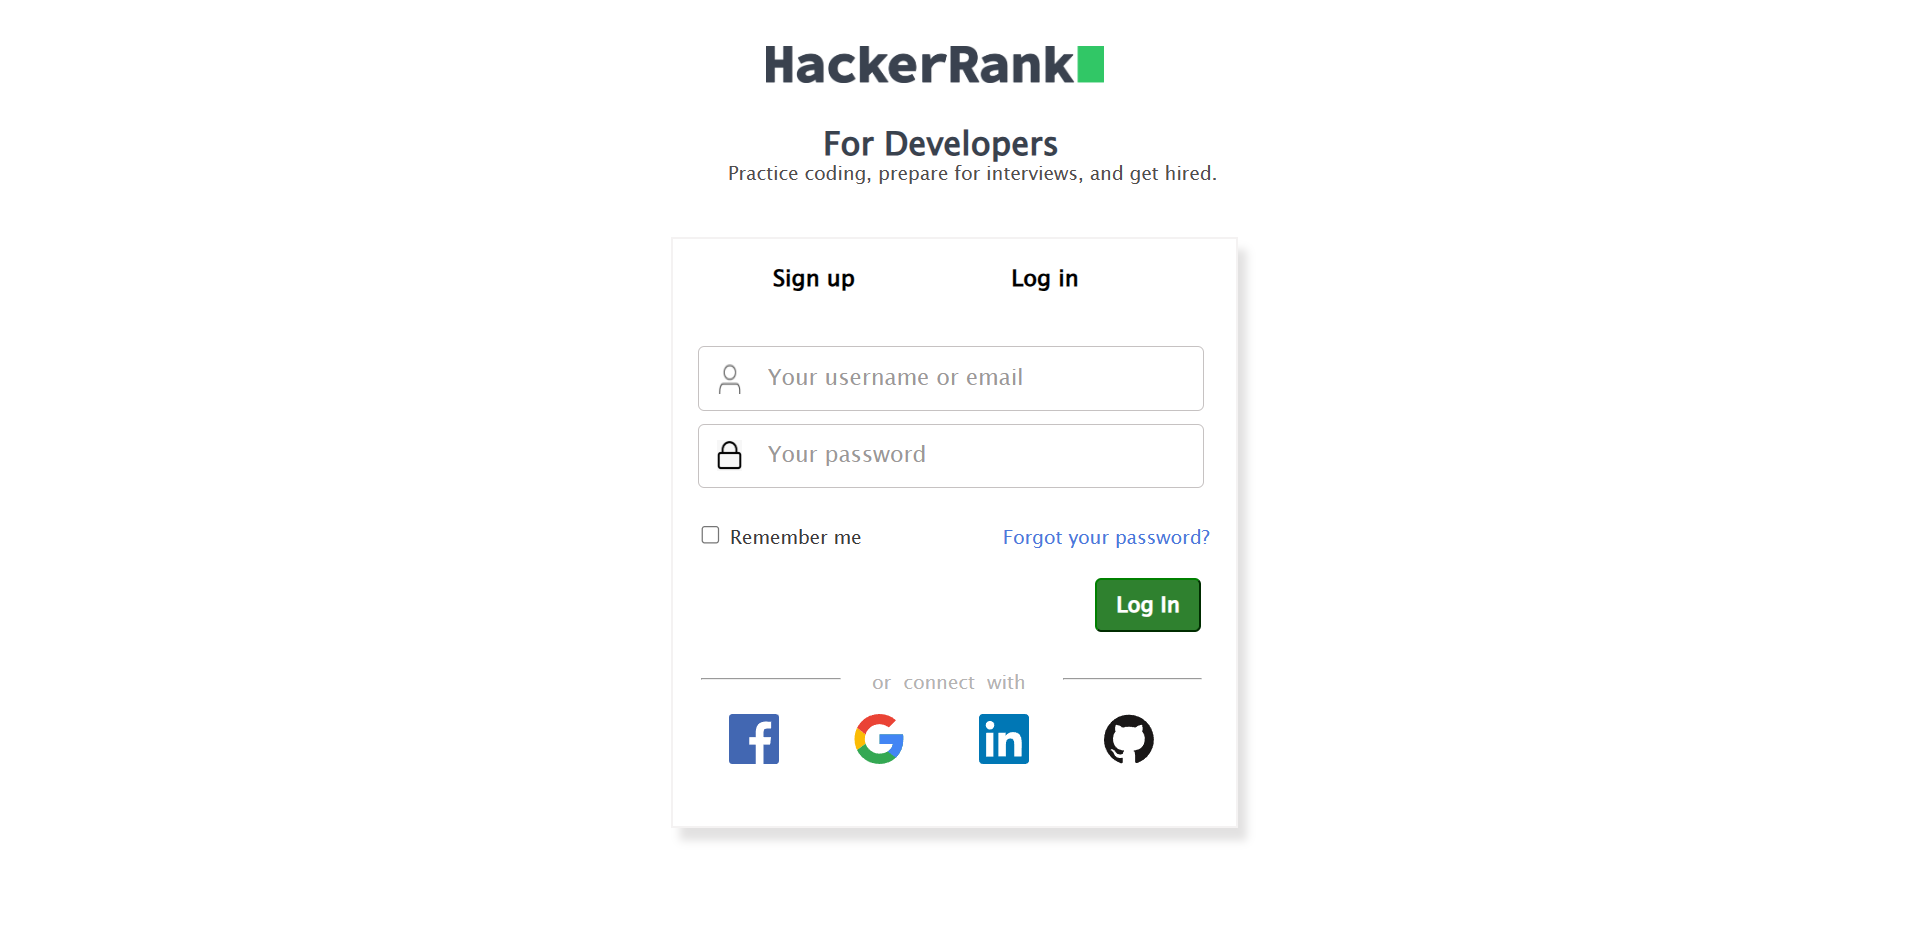 HackerRank
For Developers
Practice coding, prepare for interviews, and get hired.
Sign up
Log in
Your username or email
Your password
Remember me
Forgot your password?
Log In
or connect with